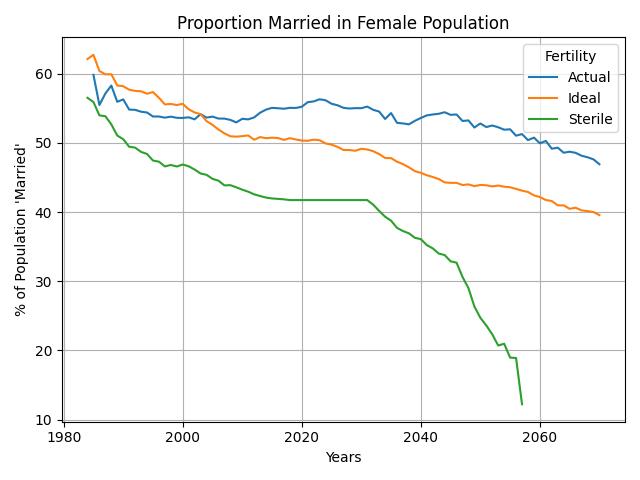 Proportion Married in Female Population
Fertility
Actual
Ideal
Sterile
% of Population 'Married'
60
50
40
30
20
10
1980
2000
2020
2040
2060
Years